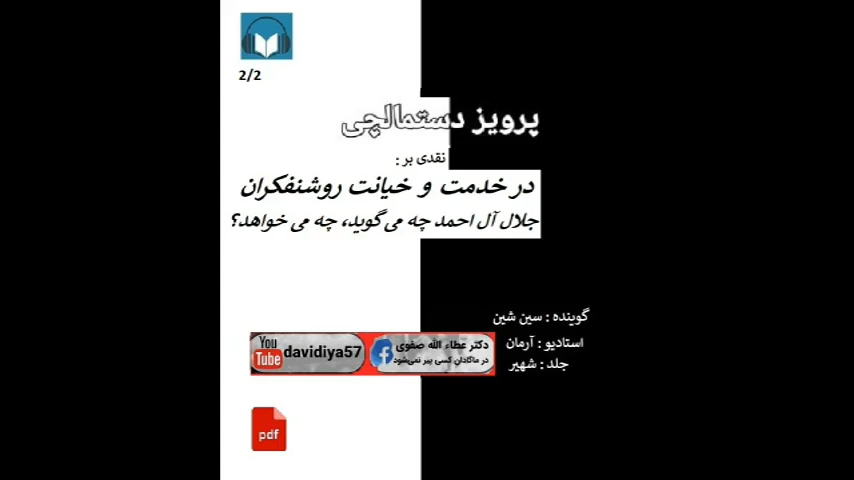 2/2
پرویز دستمالچی
نقدی بر :
در خدمت و خیانت روشنفکران
جلال آل احمد چه می‌گوید، چه می خواهد؟
گوینده : سین شین
استادیو : آرمان
جلد : شهپر
You
Tube
davidiya57
دکتر عطاء الله صفوی
در ماگادان کسی پیر نمی‌شود
pdf